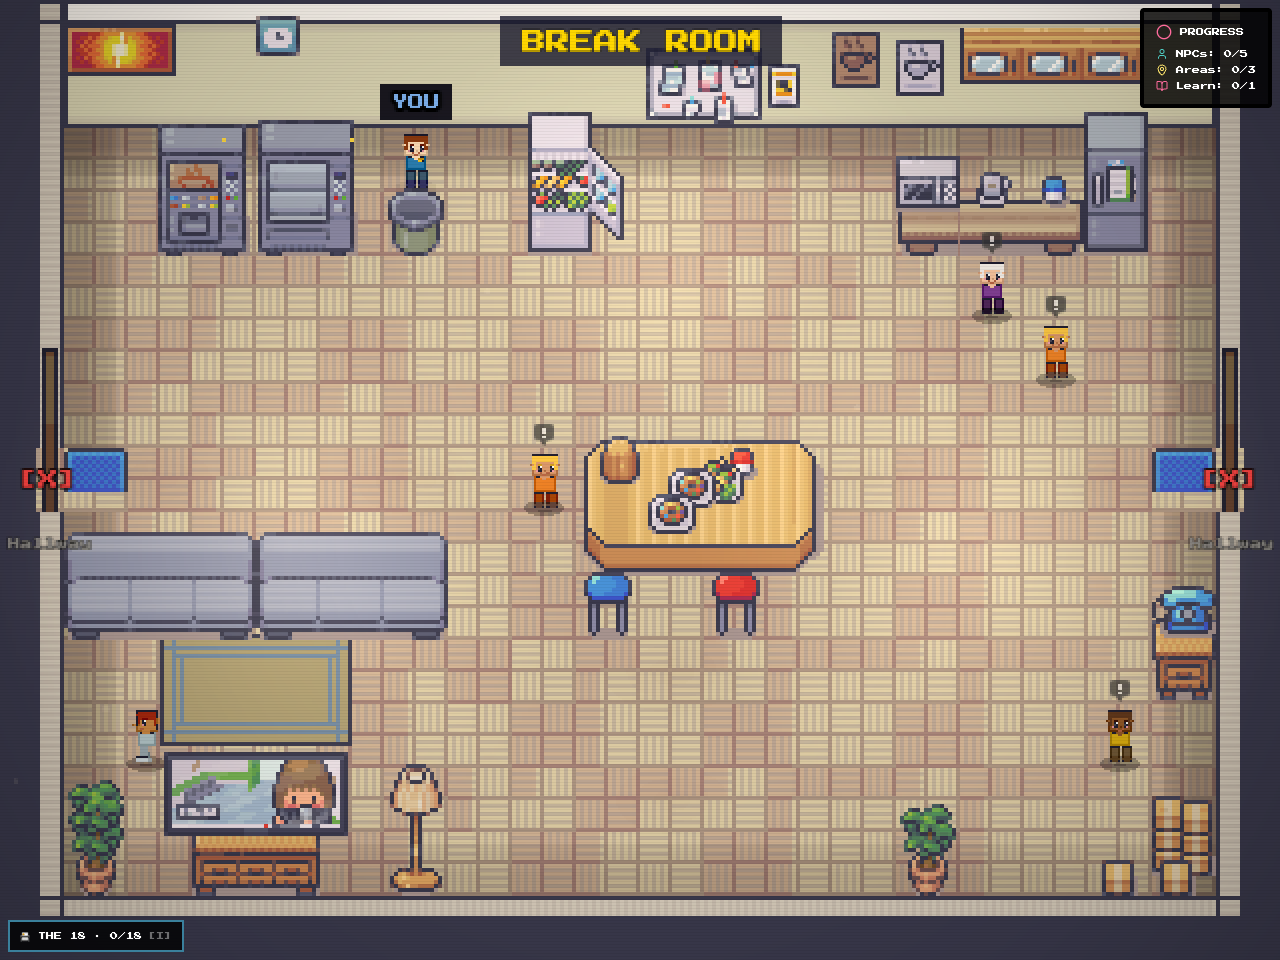 BREAK ROOM
PROGRESS
NPCs: 0/5
Areas: 0/3
Learn: 0/1
YOU
!
!
!
[X]
[X]
Hallway
Hallway
!
THE 18 · 0/18 [I]